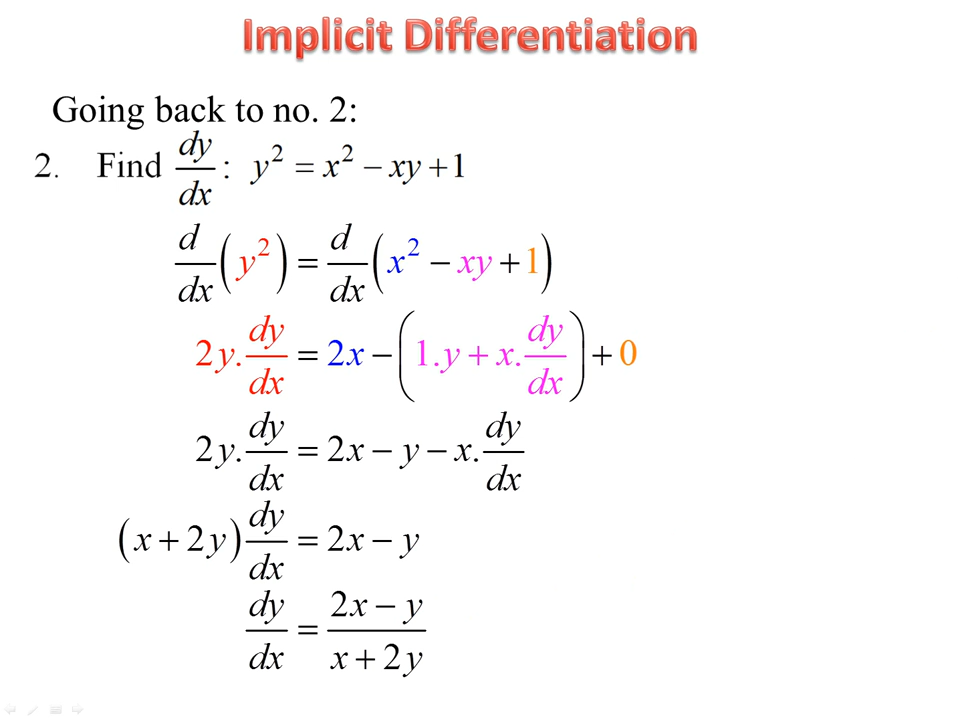 Implicit Differentiation
Going back to no. 2:
2. Find dy/dx : y² = x² − xy + 1
d/dx (y²) = d/dx (x² − xy + 1)
2y. dy/dx = 2x − (1.y + x. dy/dx) + 0
2y. dy/dx = 2x − y − x. dy/dx
(x + 2y) dy/dx = 2x − y
dy/dx = (2x − y)/(x + 2y)